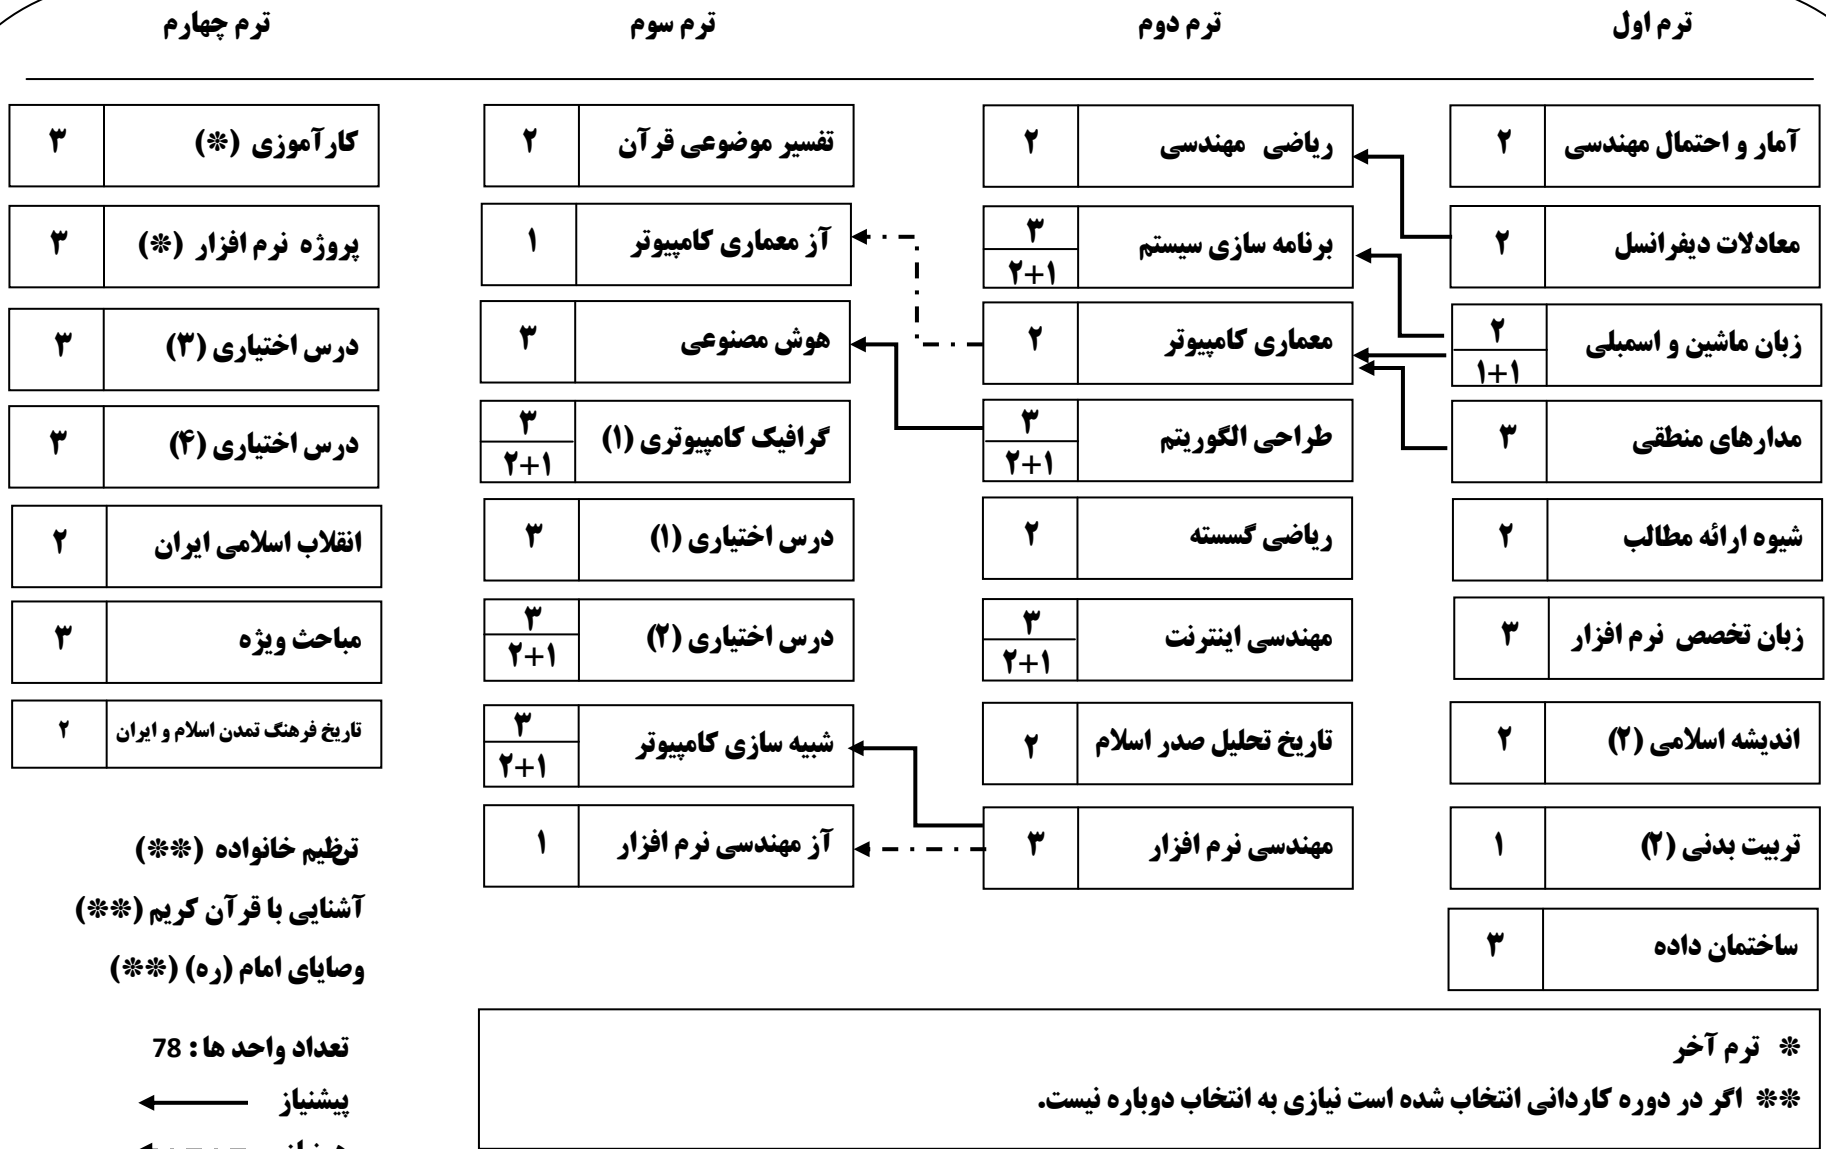 ترم اول
ترم دوم
ترم سوم
ترم چهارم
آمار و احتمال مهندسی ۲
معادلات دیفرانسل ۲
زبان ماشین و اسمبلی ۲
۱+۱
مدارهای منطقی ۳
شیوه ارائه مطالب ۲
زبان تخصص نرم افزار ۳
اندیشه اسلامی (۲) ۲
تربیت بدنی (۲) ۱
ساختمان داده ۳
ریاضی مهندسی ۲
برنامه سازی سیستم ۳
۲+۱
معماری کامپیوتر ۲
طراحی الگوریتم ۳
۲+۱
ریاضی گسسته ۲
مهندسی اینترنت ۳
۲+۱
تاریخ تحلیل صدر اسلام ۲
مهندسی نرم افزار ۳
تفسیر موضوعی قرآن ۲
آز معماری کامپیوتر ۱
هوش مصنوعی ۳
گرافیک کامپیوتری (۱) ۳
۲+۱
درس اختیاری (۱) ۳
درس اختیاری (۲) ۳
۲+۱
شبیه سازی کامپیوتر ۳
۲+۱
آز مهندسی نرم افزار ۱
کارآموزی (*) ۳
پروژه نرم افزار (*) ۳
درس اختیاری (۳) ۳
درس اختیاری (۴) ۳
انقلاب اسلامی ایران ۲
مباحث ویژه ۳
تاریخ فرهنگ تمدن اسلام و ایران ۲
خانواده (**)
آشنایی با قرآن کریم (**)
وصایای امام (ره) (**)
تعداد واحد ها : 78
پیشنیاز
* ترم آخر
** اگر در دوره کاردانی انتخاب شده است نیازی به انتخاب دوباره نیست.